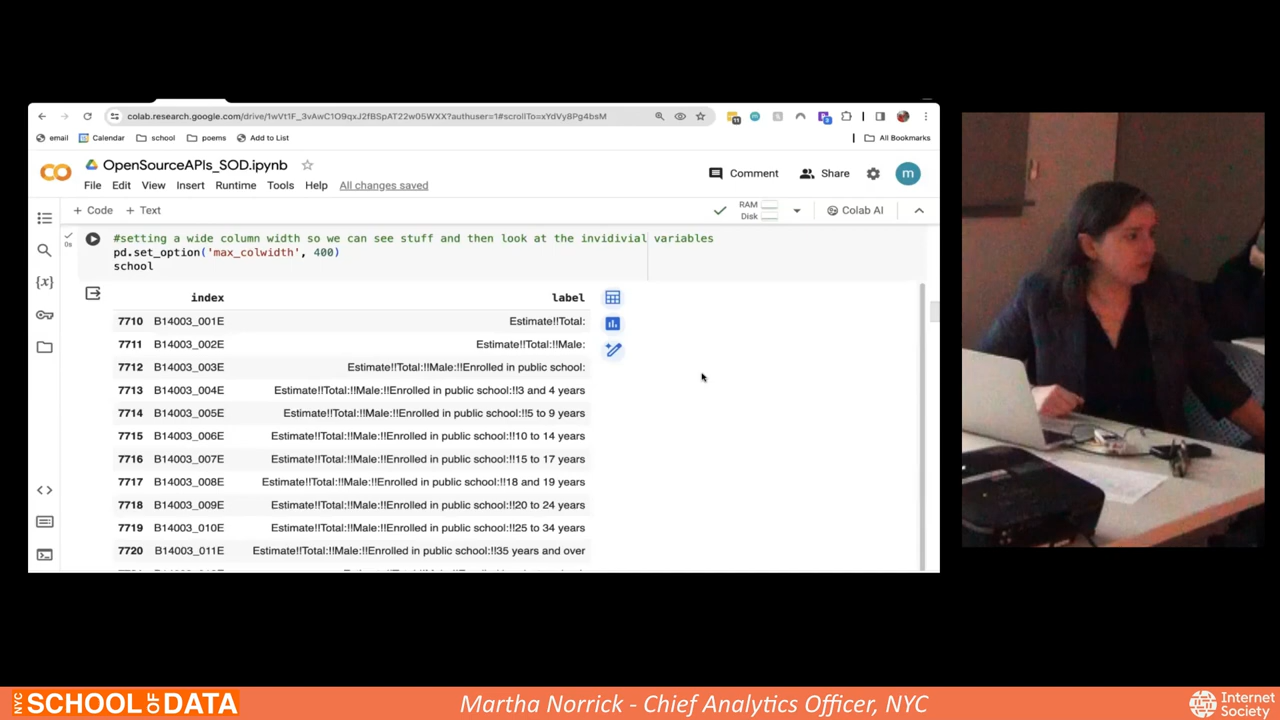 colab.research.google.com/drive/1wVt1F_3vAwC1O9qxJ2fBSpAT22w05WXX?authuser=1#scrollTo=xYdVy8Pg4bsM
email
Calendar
school
poems
Add to List
All Bookmarks
OpenSourceAPIs_SOD.ipynb
Comment
Share
m
File Edit View Insert Runtime Tools Help All changes saved
+ Code + Text
RAM
Disk
Colab AI
0s
#setting a wide column width so we can see stuff and then look at the invidivial variables
pd.set_option('max_colwidth', 400)
school
index label
7710 B14003_001E Estimate!!Total:
7711 B14003_002E Estimate!!Total:!!Male:
7712 B14003_003E Estimate!!Total:!!Male:!!Enrolled in public school:
7713 B14003_004E Estimate!!Total:!!Male:!!Enrolled in public school:!!3 and 4 years
7714 B14003_005E Estimate!!Total:!!Male:!!Enrolled in public school:!!5 to 9 years
7715 B14003_006E Estimate!!Total:!!Male:!!Enrolled in public school:!!10 to 14 years
7716 B14003_007E Estimate!!Total:!!Male:!!Enrolled in public school:!!15 to 17 years
7717 B14003_008E Estimate!!Total:!!Male:!!Enrolled in public school:!!18 and 19 years
7718 B14003_009E Estimate!!Total:!!Male:!!Enrolled in public school:!!20 to 24 years
7719 B14003_010E Estimate!!Total:!!Male:!!Enrolled in public school:!!25 to 34 years
7720 B14003_011E Estimate!!Total:!!Male:!!Enrolled in public school:!!35 years and over
NYC SCHOOL OF DATA
Martha Norrick - Chief Analytics Officer, NYC
Internet
Society